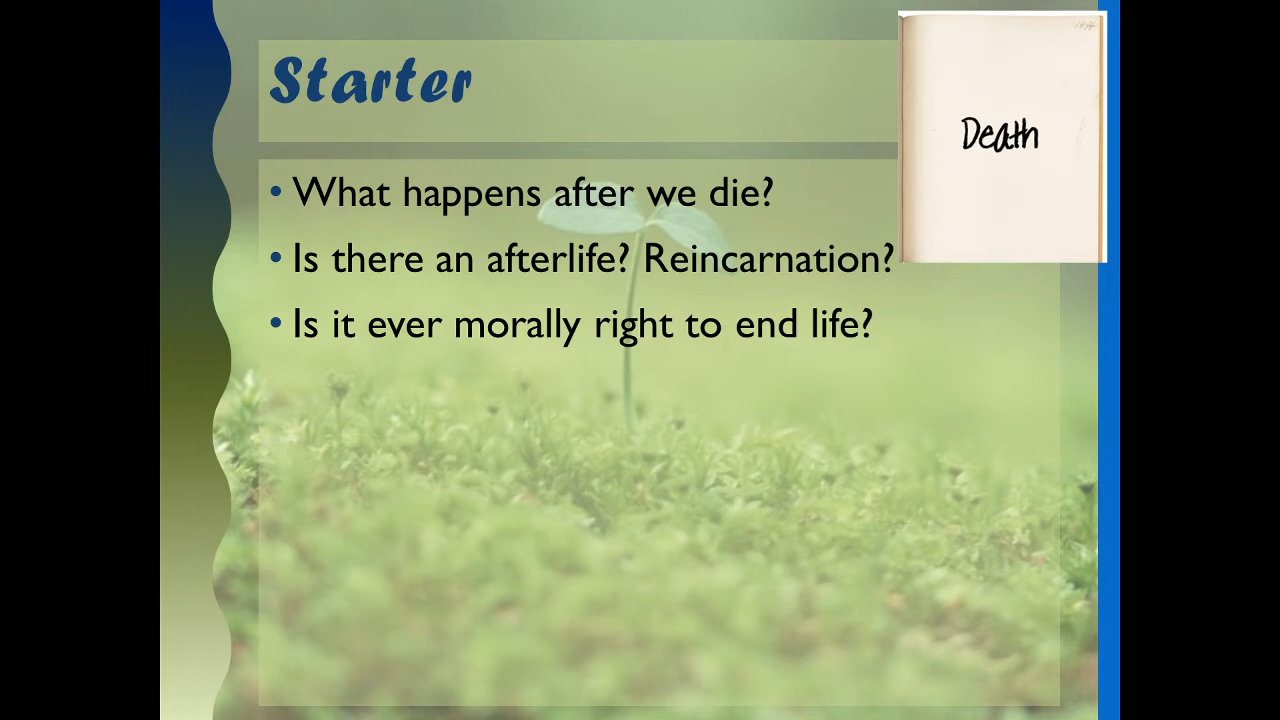 Starter
Death
• What happens after we die?
• Is there an afterlife? Reincarnation?
• Is it ever morally right to end life?